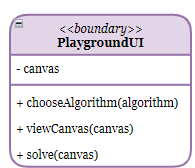 <<boundary>>
PlaygroundUI
- canvas
+ chooseAlgorithm(algorithm)
+ viewCanvas(canvas)
+ solve(canvas)